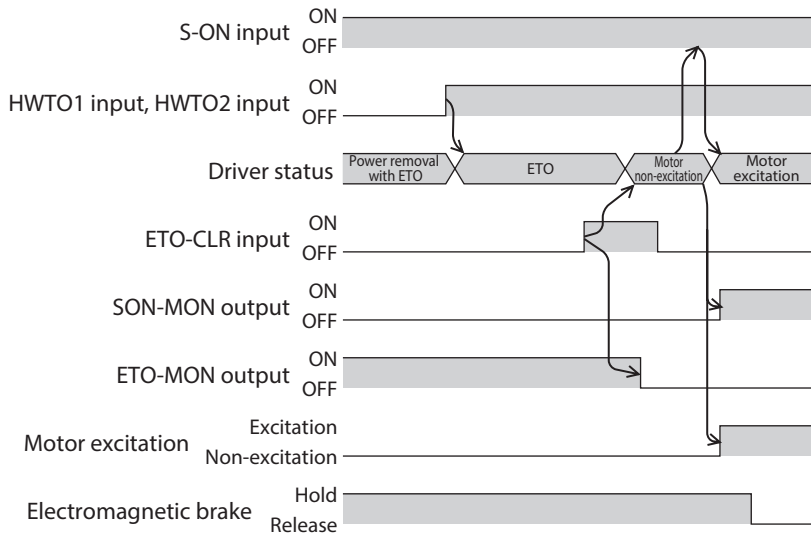 S-ON input
ON
OFF
HWTO1 input, HWTO2 input
ON
OFF
Driver status
Power removal
with ETO
ETO
Motor
non-excitation
Motor
excitation
ETO-CLR input
ON
OFF
SON-MON output
ON
OFF
ETO-MON output
ON
OFF
Motor excitation
Excitation
Non-excitation
Electromagnetic brake
Hold
Release